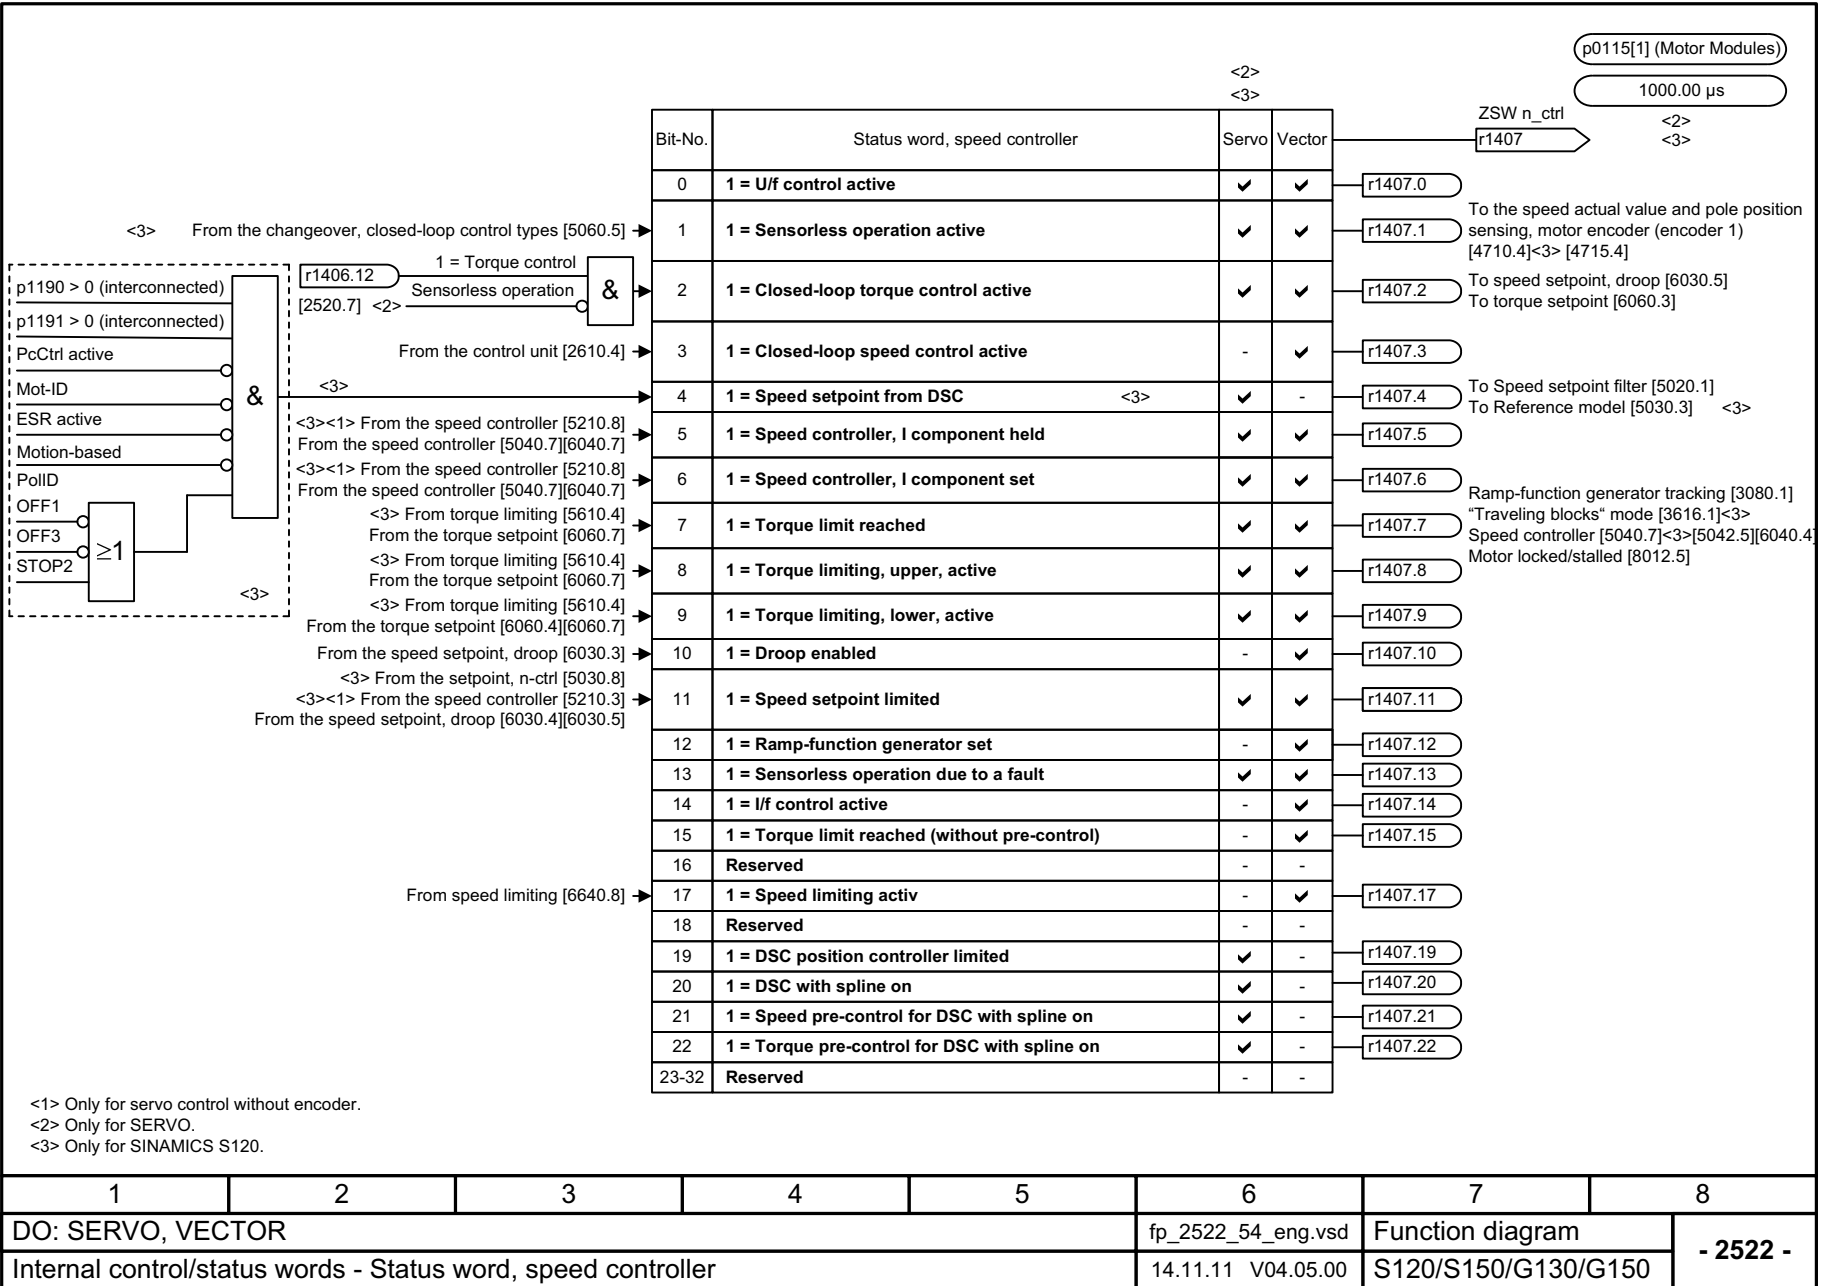 p0115[1] (Motor Modules)
1000.00 µs
<2>
<3>
<2>
<3>
ZSW n_ctrl
r1407
Bit-No. Status word, speed controller Servo Vector
0 1 = U/f control active ✔ ✔ r1407.0
<3> From the changeover, closed-loop control types [5060.5] 1 1 = Sensorless operation active ✔ ✔ r1407.1
To the speed actual value and pole position
sensing, motor encoder (encoder 1)
[4710.4]<3> [4715.4]
p1190 > 0 (interconnected)
p1191 > 0 (interconnected)
PcCtrl active
Mot-ID
ESR active
Motion-based
PolID
&
OFF1
OFF3
STOP2
≥1
<3>
<3>
r1406.12
1 = Torque control
[2520.7] <2>
Sensorless operation
&
2 1 = Closed-loop torque control active ✔ ✔ r1407.2
To speed setpoint, droop [6030.5]
To torque setpoint [6060.3]
From the control unit [2610.4] 3 1 = Closed-loop speed control active - ✔ r1407.3
4 1 = Speed setpoint from DSC <3> ✔ - r1407.4
To Speed setpoint filter [5020.1]
To Reference model [5030.3] <3>
<3><1> From the speed controller [5210.8]
From the speed controller [5040.7][6040.7]
5 1 = Speed controller, I component held ✔ ✔ r1407.5
<3><1> From the speed controller [5210.8]
From the speed controller [5040.7][6040.7]
6 1 = Speed controller, I component set ✔ ✔ r1407.6
<3> From torque limiting [5610.4]
From the torque setpoint [6060.7]
7 1 = Torque limit reached ✔ ✔ r1407.7
Ramp-function generator tracking [3080.1]
“Traveling blocks“ mode [3616.1]<3>
Speed controller [5040.7]<3>[5042.5][6040.4]
Motor locked/stalled [8012.5]
<3> From torque limiting [5610.4]
From the torque setpoint [6060.7]
8 1 = Torque limiting, upper, active ✔ ✔ r1407.8
<3> From torque limiting [5610.4]
From the torque setpoint [6060.4][6060.7]
9 1 = Torque limiting, lower, active ✔ ✔ r1407.9
From the speed setpoint, droop [6030.3] 10 1 = Droop enabled - ✔ r1407.10
<3> From the setpoint, n-ctrl [5030.8]
<3><1> From the speed controller [5210.3]
From the speed setpoint, droop [6030.4][6030.5]
11 1 = Speed setpoint limited ✔ ✔ r1407.11
12 1 = Ramp-function generator set - ✔ r1407.12
13 1 = Sensorless operation due to a fault ✔ ✔ r1407.13
14 1 = I/f control active - ✔ r1407.14
15 1 = Torque limit reached (without pre-control) - ✔ r1407.15
16 Reserved - -
From speed limiting [6640.8] 17 1 = Speed limiting activ - ✔ r1407.17
18 Reserved - -
19 1 = DSC position controller limited ✔ - r1407.19
20 1 = DSC with spline on ✔ - r1407.20
21 1 = Speed pre-control for DSC with spline on ✔ - r1407.21
22 1 = Torque pre-control for DSC with spline on ✔ - r1407.22
23-32 Reserved - -
<1> Only for servo control without encoder.
<2> Only for SERVO.
<3> Only for SINAMICS S120.
1 2 3 4 5 6 7 8
DO: SERVO, VECTOR fp_2522_54_eng.vsd Function diagram
- 2522 -
Internal control/status words - Status word, speed controller 14.11.11 V04.05.00 S120/S150/G130/G150